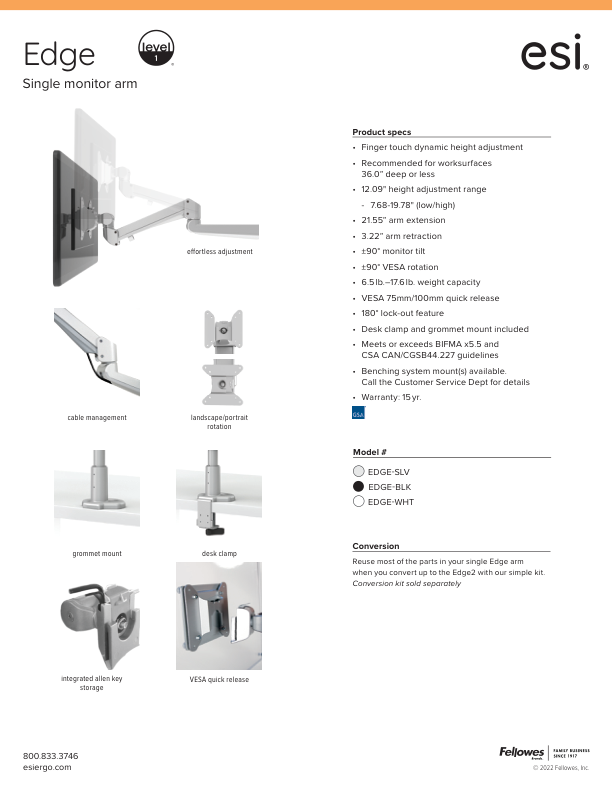 Edge
level
1
Single monitor arm
esi®
effortless adjustment
cable management
landscape/portrait
rotation
grommet mount
desk clamp
integrated allen key
storage
VESA quick release
Product specs
• Finger touch dynamic height adjustment
• Recommended for worksurfaces
36.0" deep or less
• 12.09" height adjustment range
- 7.68-19.78" (low/high)
• 21.55" arm extension
• 3.22" arm retraction
• ±90° monitor tilt
• ±90° VESA rotation
• 6.5 lb.–17.6 lb. weight capacity
• VESA 75mm/100mm quick release
• 180° lock-out feature
• Desk clamp and grommet mount included
• Meets or exceeds BIFMA x5.5 and
CSA CAN/CGSB44.227 guidelines
• Benching system mount(s) available.
Call the Customer Service Dept for details
• Warranty: 15 yr.
GSA
Model #
EDGE-SLV
EDGE-BLK
EDGE-WHT
Conversion
Reuse most of the parts in your single Edge arm
when you convert up to the Edge2 with our simple kit.
Conversion kit sold separately
800.833.3746
esiergo.com
Fellowes
Brands
FAMILY BUSINESS
SINCE 1917
© 2022 Fellowes, Inc.